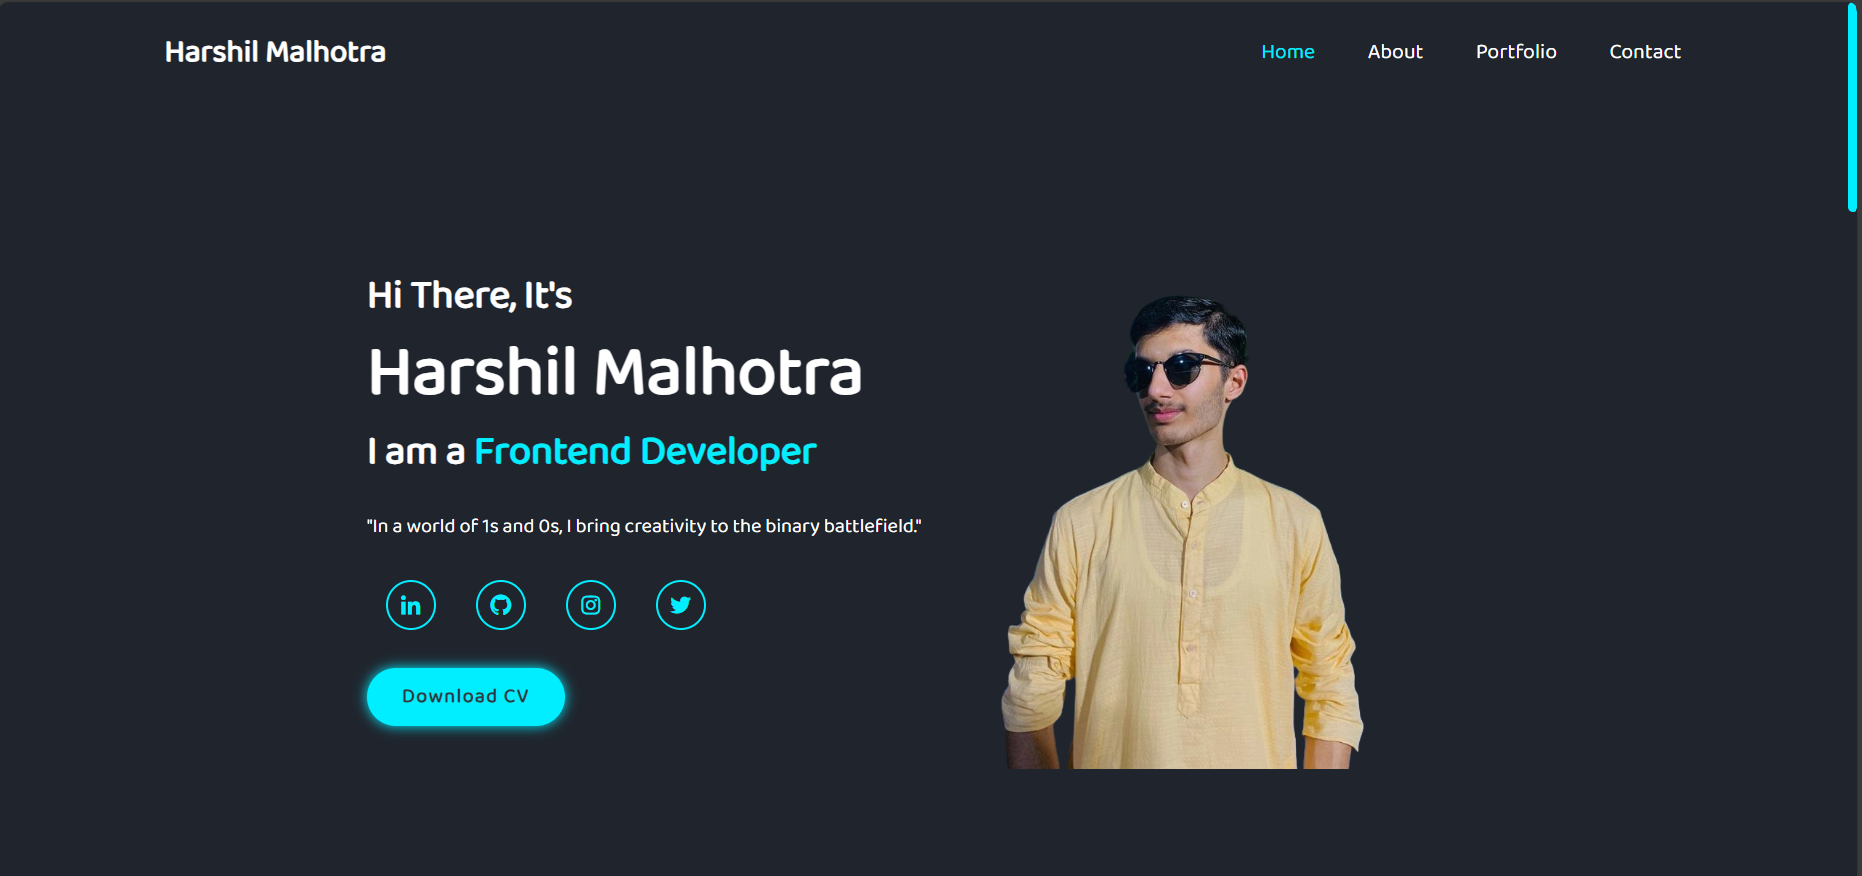 Harshil Malhotra
Home About Portfolio Contact
Hi There, It's
Harshil Malhotra
I am a Frontend Developer
"In a world of 1s and 0s, I bring creativity to the binary battlefield."
in
Download CV